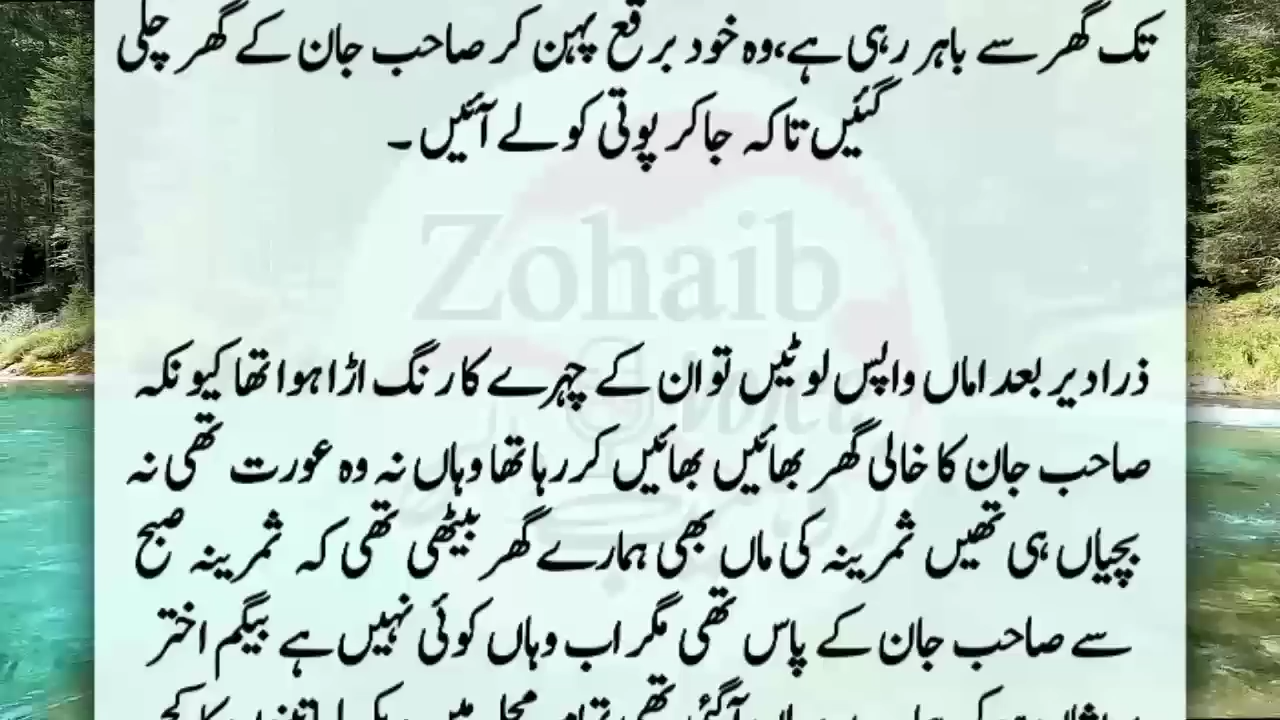 تک گھر سے باہر رہی ہے،وہ خود برقع پہن کر صاحب جان کے گھر چلی
گئیں تاکہ جاکر پوتی کو لے آئیں ۔
Zohaib
ذرا دیر بعد اماں واپس لوٹیں تو ان کے چہرے کا رنگ اڑا ہوا تھا کیونکہ
صاحب جان کا خالی گھر بھائیں بھائیں کر رہا تھا وہاں نہ وہ عورت تھی نہ
بچیاں ہی تھیں ثمرینہ کی ماں بھی ہمارے گھر بیٹھی تھی کہ ثمرینہ صبح
سے صاحب جان کے پاس تھی مگر اب وہاں کوئی نہیں ہے بیگم اختر